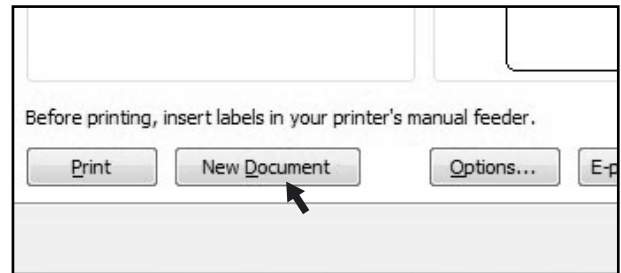 Before printing, insert labels in your printer's manual feeder.
Print New Document Options... E-p